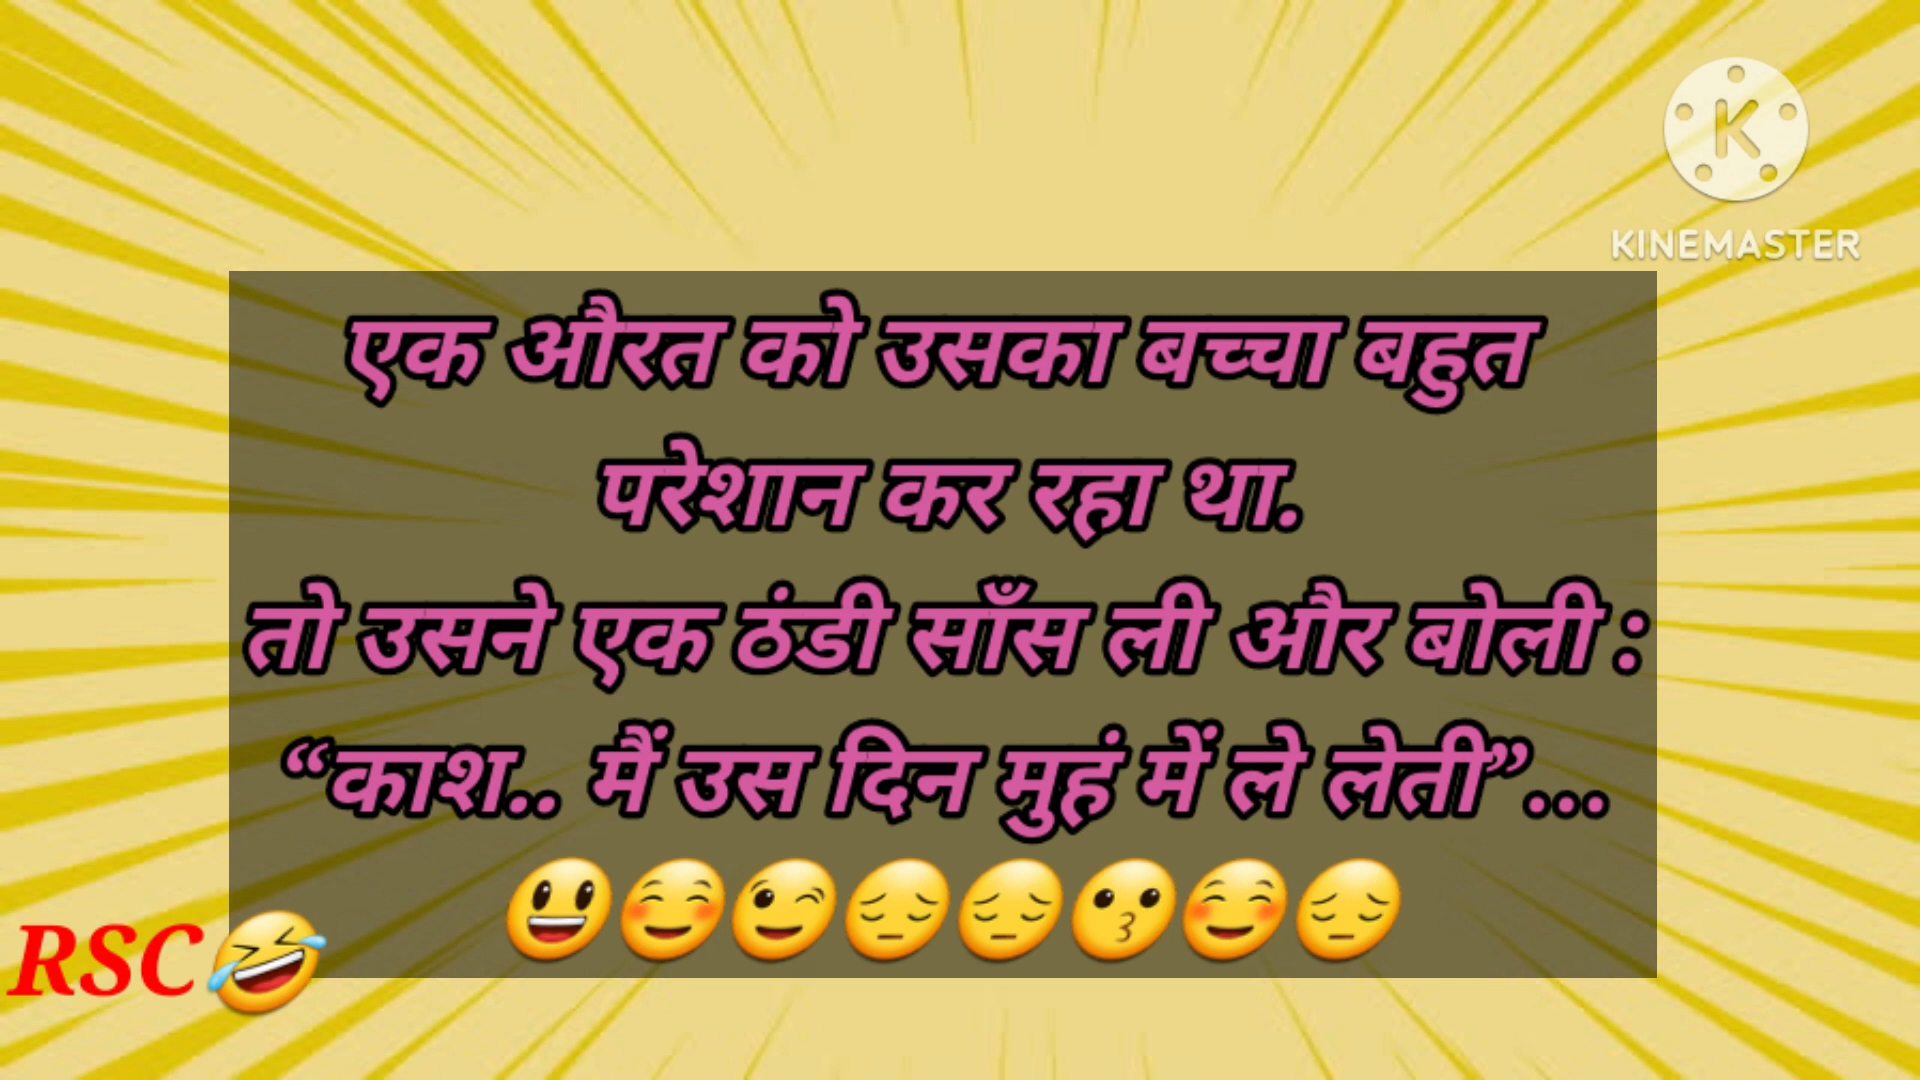 KINEMASTER
एक औरत को उसका बच्चा बहुत
परेशान कर रहा था.
तो उसने एक ठंडी साँस ली और बोली :
“काश.. मैं उस दिन मुहं में ले लेती”...
😃😊😉😔😔😗😊😔
RSC🤣